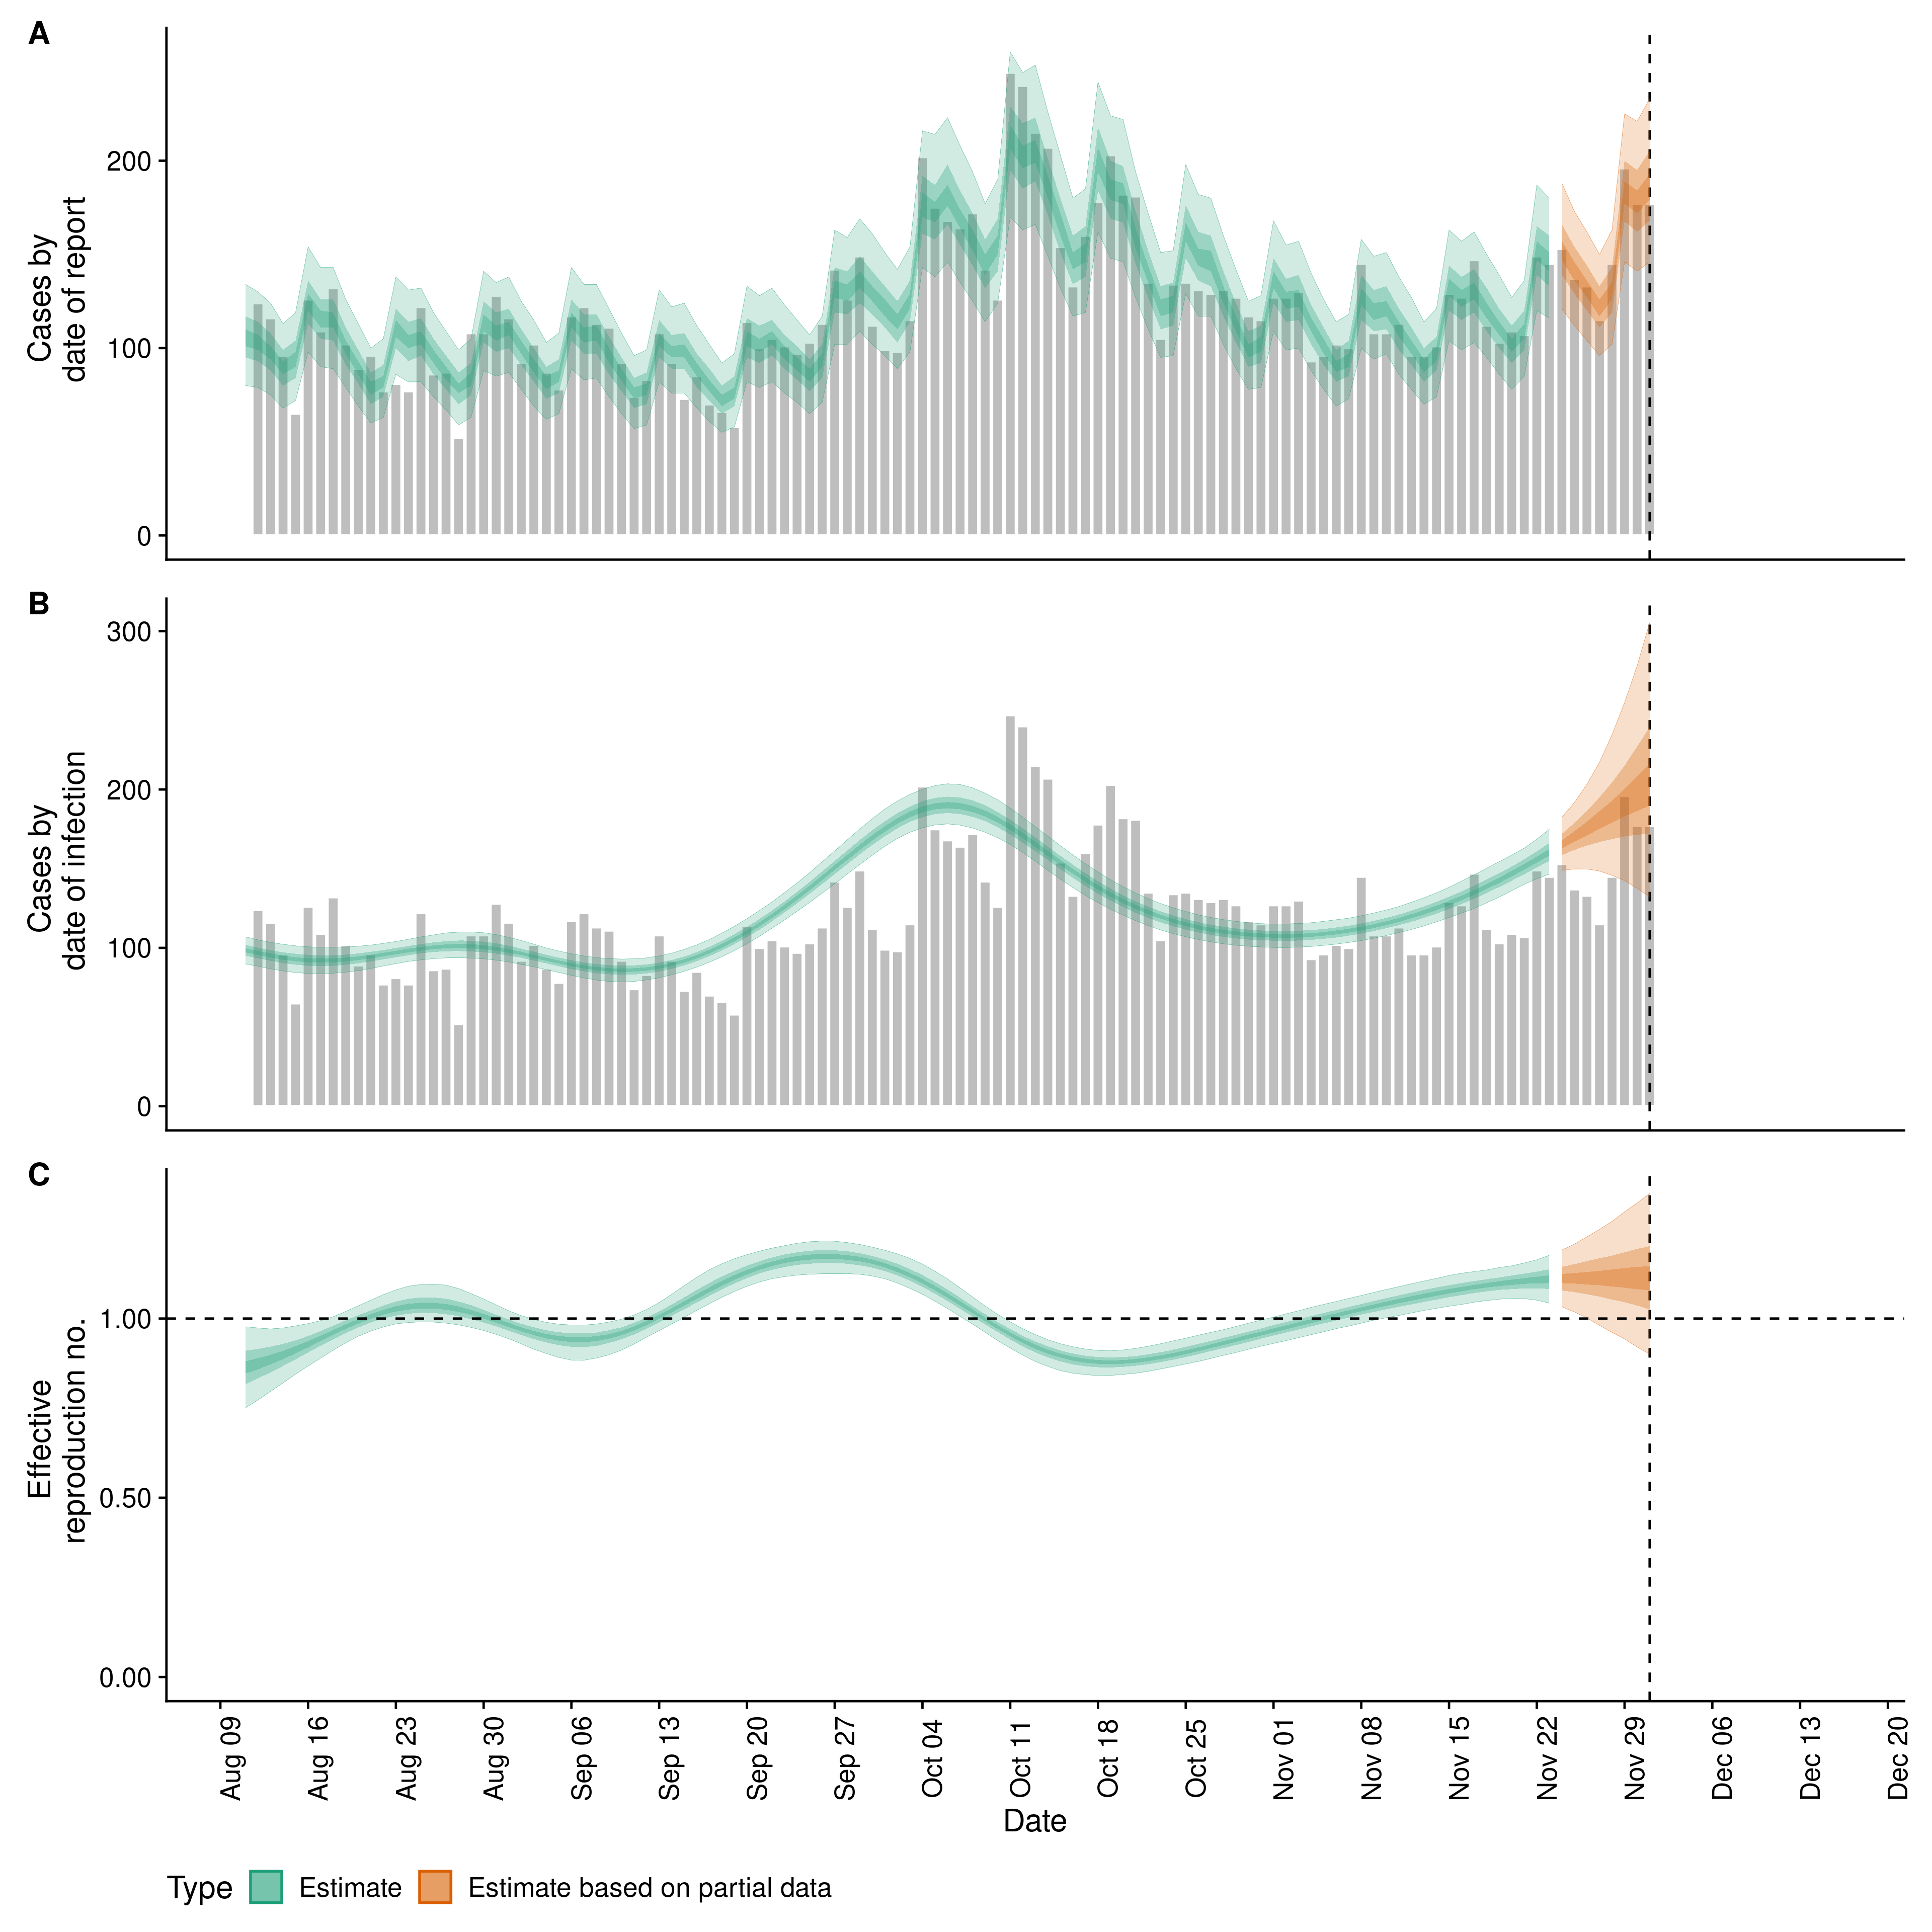 A
Cases by
date of report
200
100
0
B
Cases by
date of infection
300
200
100
0
C
Effective
reproduction no.
1.00
0.50
0.00
Aug 09
Aug 16
Aug 23
Aug 30
Sep 06
Sep 13
Sep 20
Sep 27
Oct 04
Oct 11
Oct 18
Oct 25
Nov 01
Nov 08
Nov 15
Nov 22
Nov 29
Dec 06
Dec 13
Dec 20
Date
Type Estimate Estimate based on partial data